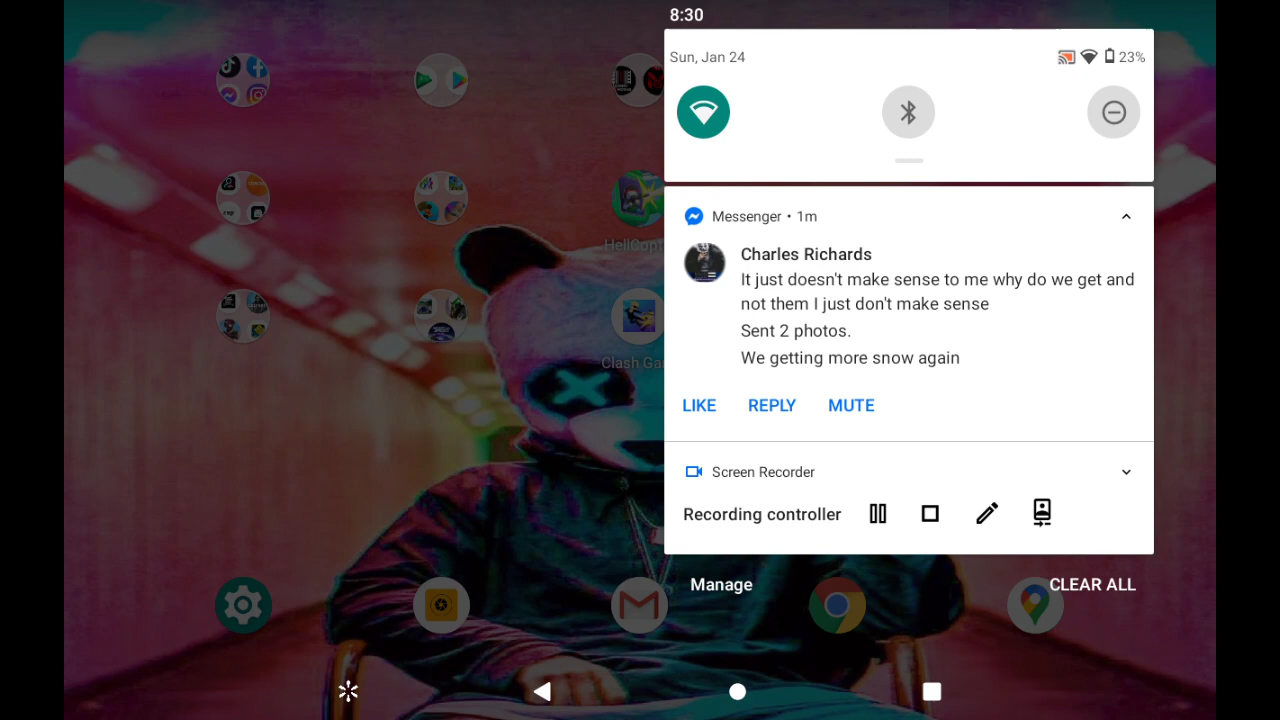 8:30
Sun, Jan 24
23%
Messenger • 1m
Charles Richards
It just doesn't make sense to me why do we get and
not them I just don't make sense
Sent 2 photos.
We getting more snow again
LIKE REPLY MUTE
HellCopt
Clash Ga
Screen Recorder
Recording controller
Manage CLEAR ALL